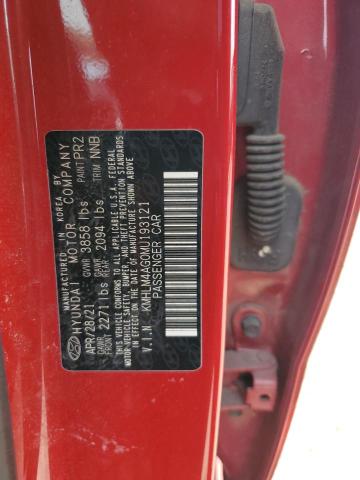 MANUFACTURED IN KOREA BY
HYUNDAI MOTOR COMPANY
APR/28/21 GVWR 3858 lbs PAINT PR2
GAWR FRONT 2271 lbs GAWR REAR 2094 lbs TRIM NNB
THIS VEHICLE CONFORMS TO ALL APPLICABLE U.S.A. FEDERAL
MOTOR VEHICLE SAFETY, BUMPER, AND THEFT PREVENTION STANDARDS
IN EFFECT ON THE DATE OF MANUFACTURE SHOWN ABOVE.
V.I.N. KMHLM4AG0MU193121
PASSENGER CAR